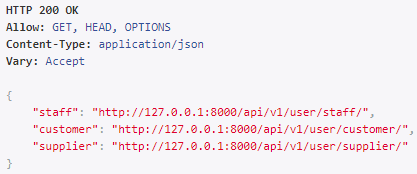 HTTP 200 OK
Allow: GET, HEAD, OPTIONS
Content-Type: application/json
Vary: Accept
{
"staff": "http://127.0.0.1:8000/api/v1/user/staff/",
"customer": "http://127.0.0.1:8000/api/v1/user/customer/",
"supplier": "http://127.0.0.1:8000/api/v1/user/supplier/"
}